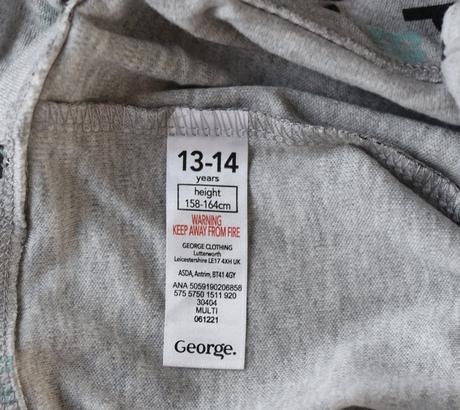 13-14
years
height
158-164cm
WARNING
KEEP AWAY FROM FIRE
GEORGE CLOTHING
Lutterworth
Leicestershire LE17 4XH UK
ASDA, Antrim, BT41 4GY
ANA 5059190206858
575 5750 1511 920
30404
MULTI
061221
George.